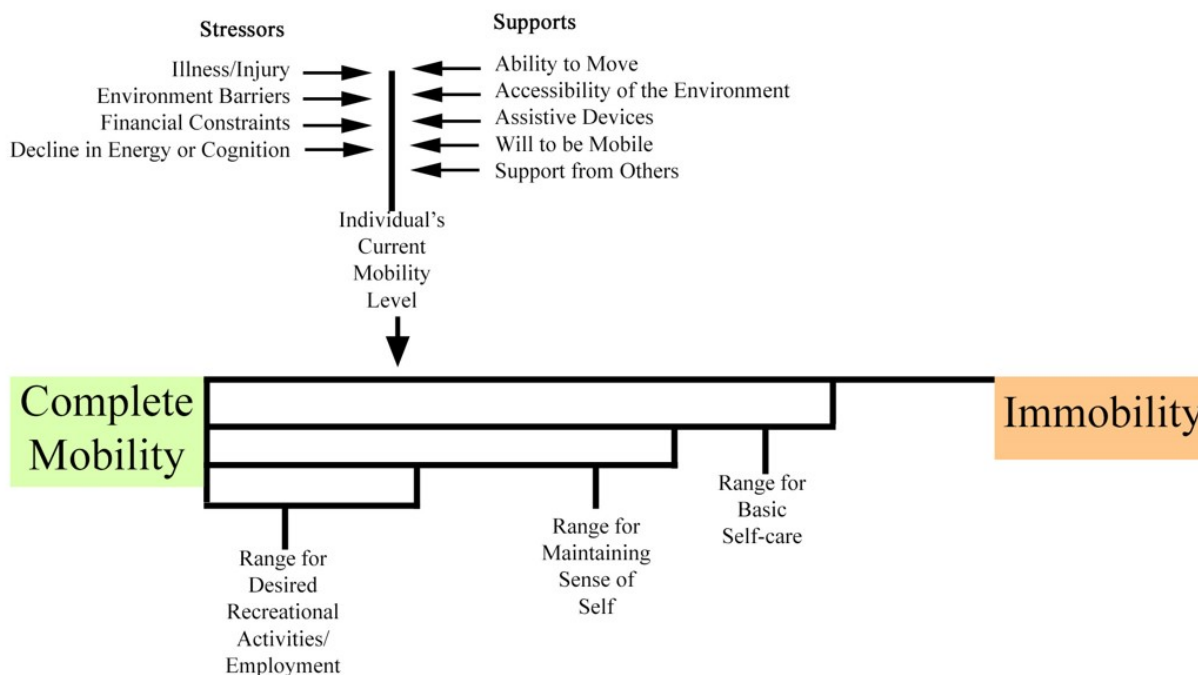 Stressors
Illness/Injury
Environment Barriers
Financial Constraints
Decline in Energy or Cognition
Supports
Ability to Move
Accessibility of the Environment
Assistive Devices
Will to be Mobile
Support from Others
Individual’s
Current
Mobility
Level
Complete
Mobility
Immobility
Range for
Desired
Recreational
Activities/
Employment
Range for
Maintaining
Sense of
Self
Range for
Basic
Self-care